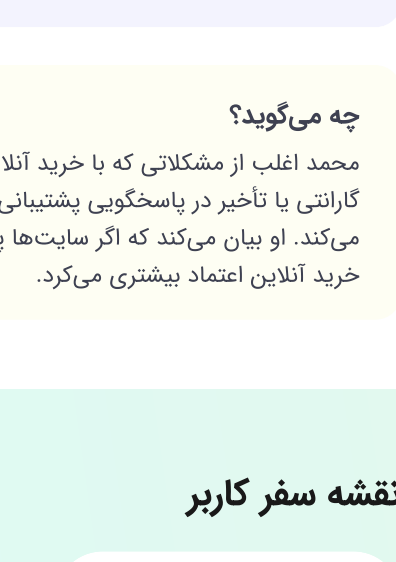 چه می‌گوید؟
محمد اغلب از مشکلاتی که با خرید
گارانتی یا تأخیر در پاسخگویی پشتیبانی
می‌کند. او بیان می‌کند که اگر سایت‌ها
خرید آنلاین اعتماد بیشتری می‌کرد.
نقشه سفر کاربر